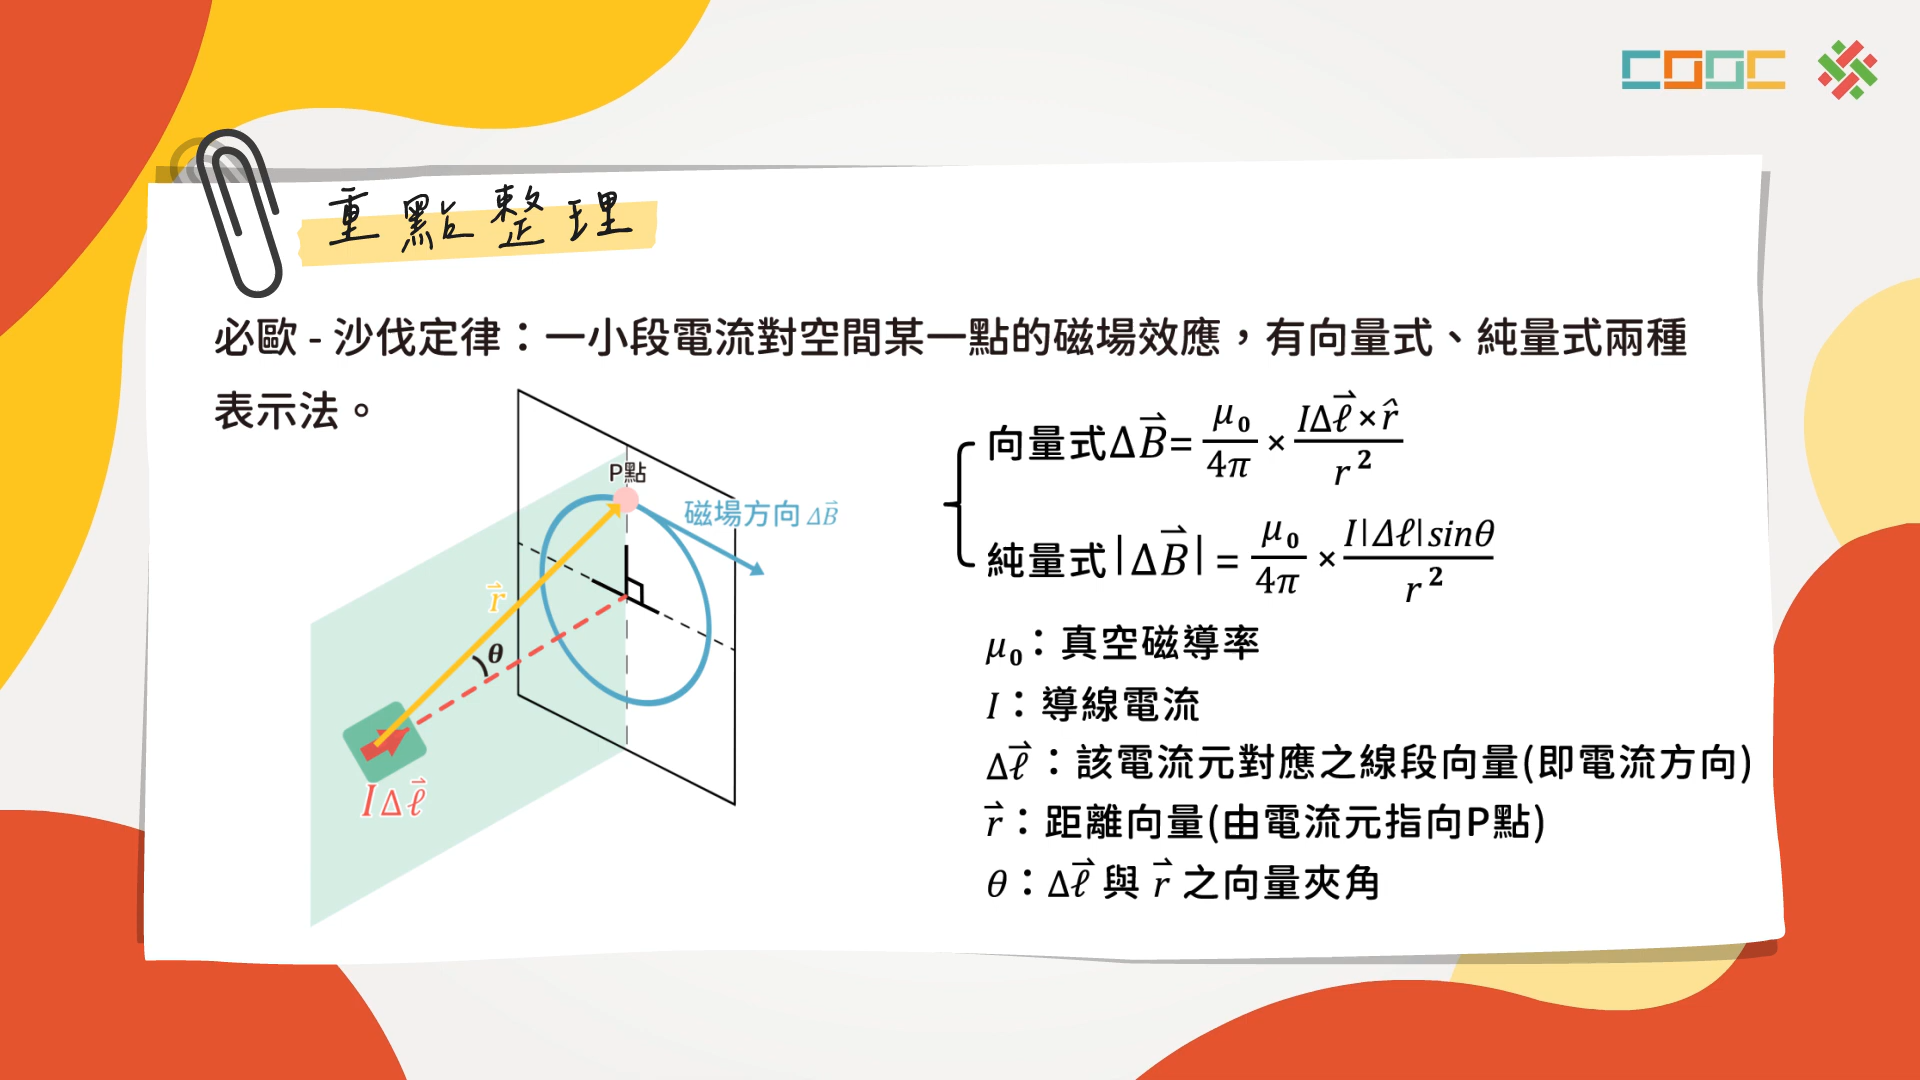 COOC
重點整理
必歐-沙伐定律：一小段電流對空間某一點的磁場效應，有向量式、純量式兩種
表示法。
向量式ΔB⃗= μ₀/4π × IΔℓ⃗×r̂/r²
純量式|ΔB⃗| = μ₀/4π × I|Δℓ|sinθ/r²
P點
磁場方向 ΔB⃗
r⃗
θ
IΔℓ⃗
μ₀：真空磁導率
I：導線電流
Δℓ⃗：該電流元對應之線段向量(即電流方向)
r⃗：距離向量(由電流元指向P點)
θ：Δℓ⃗ 與 r⃗ 之向量夾角